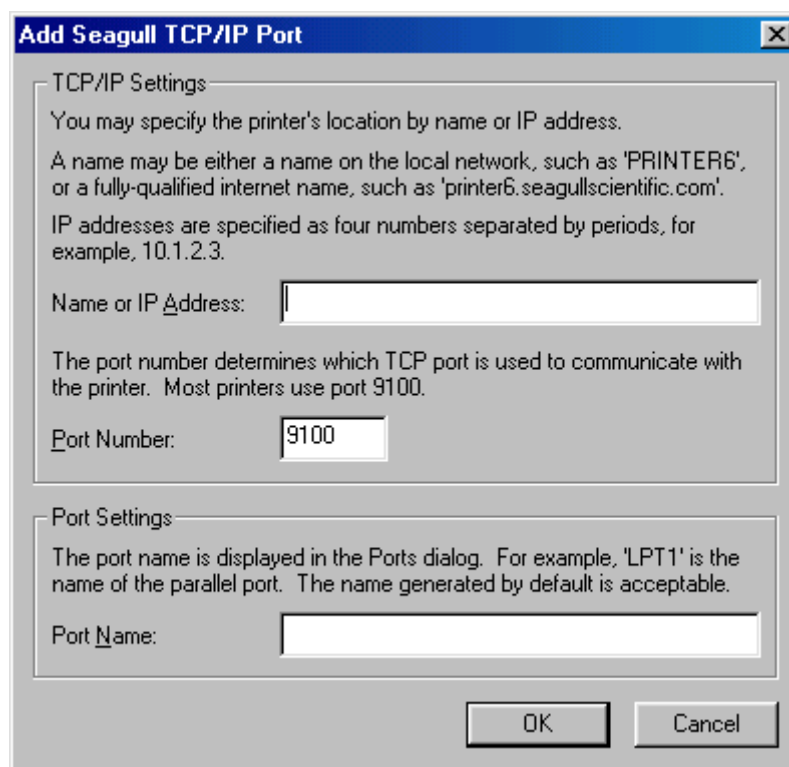 Add Seagull TCP/IP Port
TCP/IP Settings
You may specify the printer's location by name or IP address.
A name may be either a name on the local network, such as 'PRINTER6',
or a fully-qualified internet name, such as 'printer6.seagullscientific.com'.
IP addresses are specified as four numbers separated by periods, for
example, 10.1.2.3.
Name or IP Address:
The port number determines which TCP port is used to communicate with
the printer.  Most printers use port 9100.
Port Number: 9100
Port Settings
The port name is displayed in the Ports dialog.  For example, 'LPT1' is the
name of the parallel port.  The name generated by default is acceptable.
Port Name:
OK Cancel